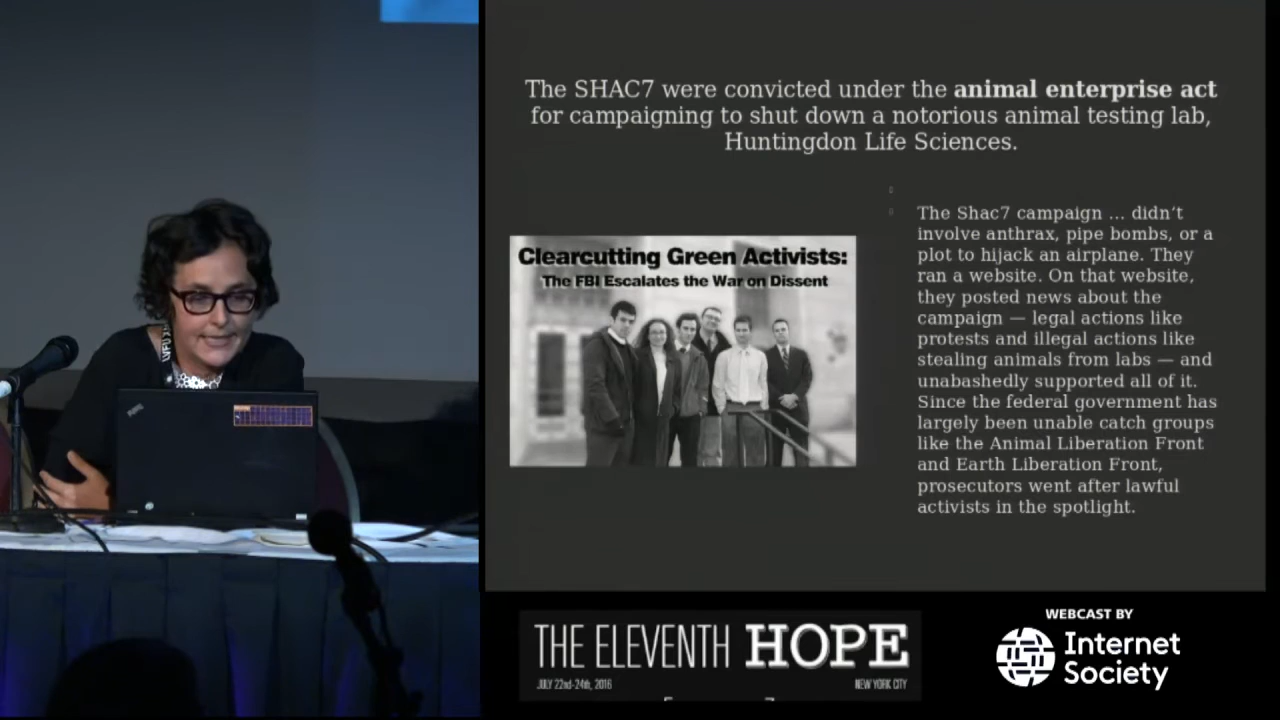 The SHAC7 were convicted under the animal enterprise act
for campaigning to shut down a notorious animal testing lab,
Huntingdon Life Sciences.
Clearcutting Green Activists:
The FBI Escalates the War on Dissent
The Shac7 campaign ... didn't
involve anthrax, pipe bombs, or a
plot to hijack an airplane. They
ran a website. On that website,
they posted news about the
campaign — legal actions like
protests and illegal actions like
stealing animals from labs — and
unabashedly supported all of it.
Since the federal government has
largely been unable catch groups
like the Animal Liberation Front
and Earth Liberation Front,
prosecutors went after lawful
activists in the spotlight.
THE ELEVENTH HOPE
JULY 22nd-24th, 2016
NEW YORK CITY
WEBCAST BY
Internet
Society